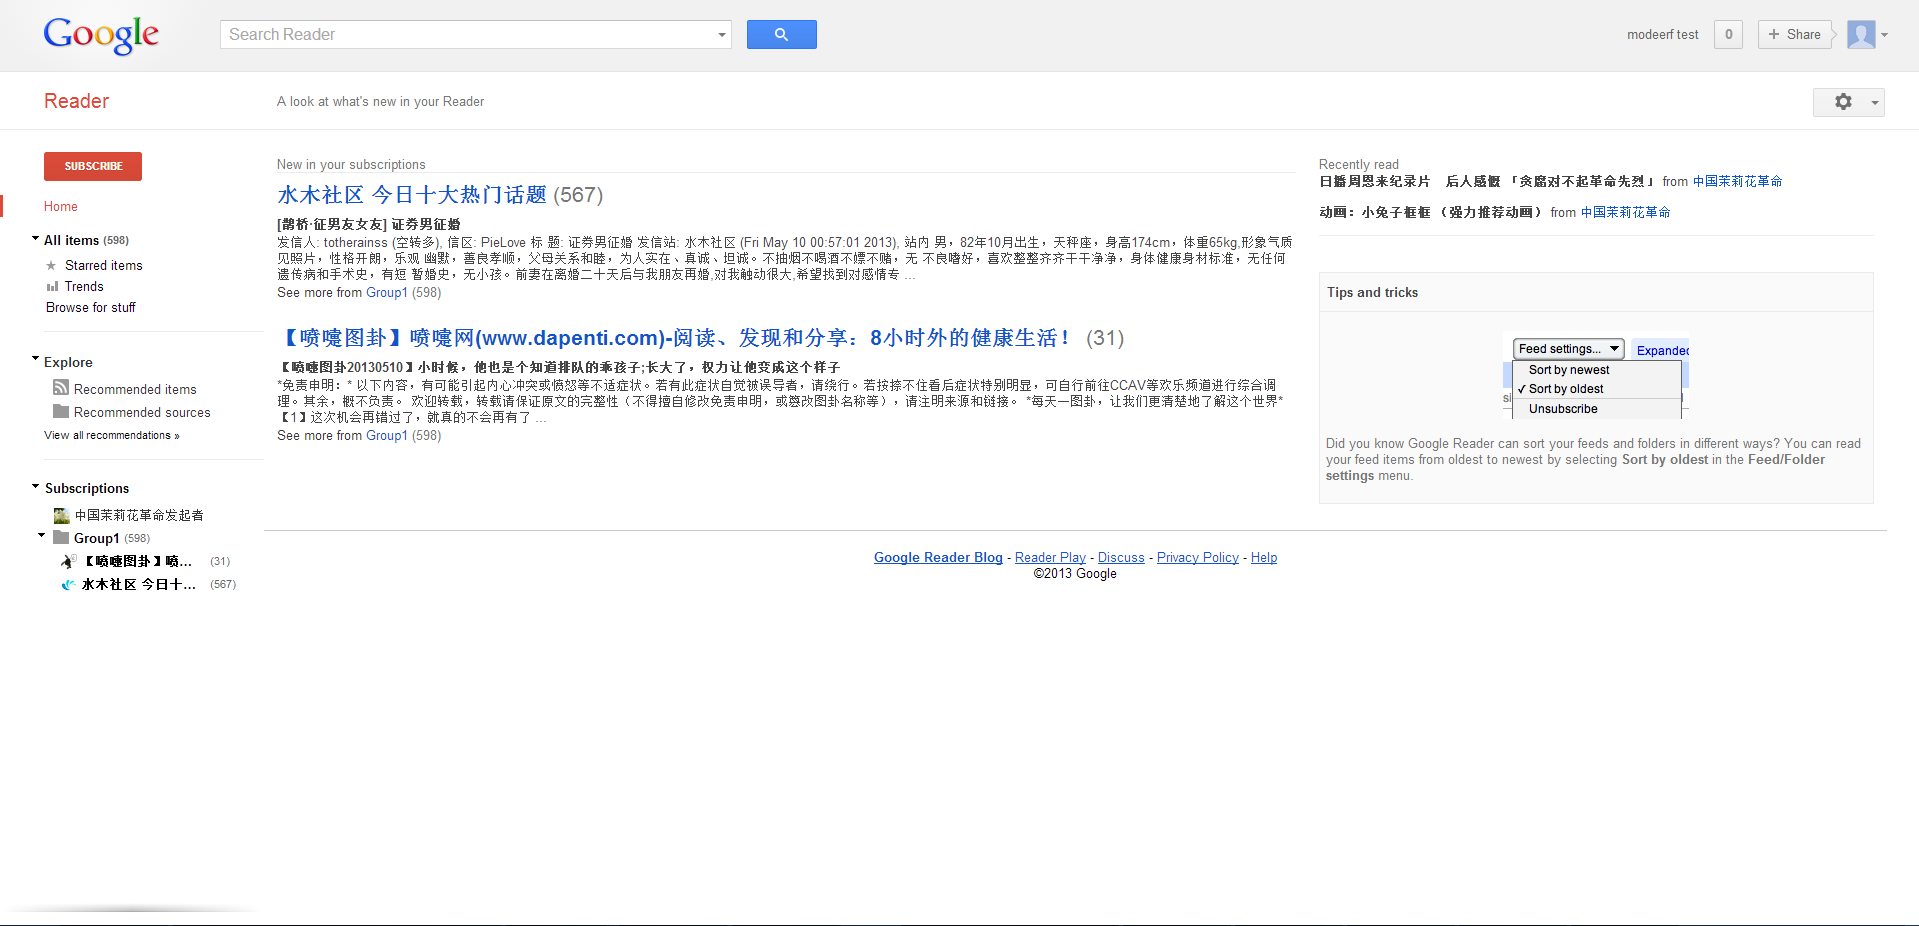 Google
Search Reader
modeerf test
0
+ Share
Reader
A look at what's new in your Reader
SUBSCRIBE
Home
All items (598)
Starred items
Trends
Browse for stuff
Explore
Recommended items
Recommended sources
View all recommendations »
Subscriptions
中国茉莉花革命发起者
Group1 (598)
【喷嚏图卦】喷... (31)
水木社区 今日十... (567)
New in your subscriptions
水木社区 今日十大热门话题 (567)
[鹊桥·征男友女友] 证券男征婚
发信人: totherainss (空转多), 信区: PieLove 标 题: 证券男征婚 发信站: 水木社区 (Fri May 10 00:57:01 2013), 站内 男，82年10月出生，天秤座，身高174cm，体重65kg,形象气质
见照片，性格开朗，乐观 幽默，善良孝顺，父母关系和睦，为人实在、真诚、坦诚。不抽烟不喝酒不嫖不赌，无 不良嗜好，喜欢整整齐齐干干净净，身体健康身材标准，无任何
遗传病和手术史，有短 暂婚史，无小孩。前妻在离婚二十天后与我朋友再婚,对我触动很大,希望找到对感情专 ...
See more from Group1 (598)
【喷嚏图卦】喷嚏网(www.dapenti.com)-阅读、发现和分享：8小时外的健康生活！ (31)
【喷嚏图卦20130510】小时候，他也是个知道排队的乖孩子;长大了，权力让他变成这个样子
*免责申明：* 以下内容，有可能引起内心冲突或愤怒等不适症状。若有此症状自觉被误导者，请绕行。若按捺不住看后症状特别明显，可自行前往CCAV等欢乐频道进行综合调
理。其余，概不负责。 欢迎转载，转载请保证原文的完整性（不得擅自修改免责申明，或篡改图卦名称等），请注明来源和链接。 *每天一图卦，让我们更清楚地了解这个世界*
【1】这次机会再错过了，就真的不会再有了 ...
See more from Group1 (598)
Recently read
日播周恩来纪录片 后人感慨 「贪腐对不起革命先烈」 from 中国茉莉花革命
动画：小兔子框框 （强力推荐动画） from 中国茉莉花革命
Tips and tricks
Feed settings... Expanded
Sort by newest
✓ Sort by oldest
Unsubscribe
Did you know Google Reader can sort your feeds and folders in different ways? You can read
your feed items from oldest to newest by selecting Sort by oldest in the Feed/Folder
settings menu.
Google Reader Blog - Reader Play - Discuss - Privacy Policy - Help
©2013 Google